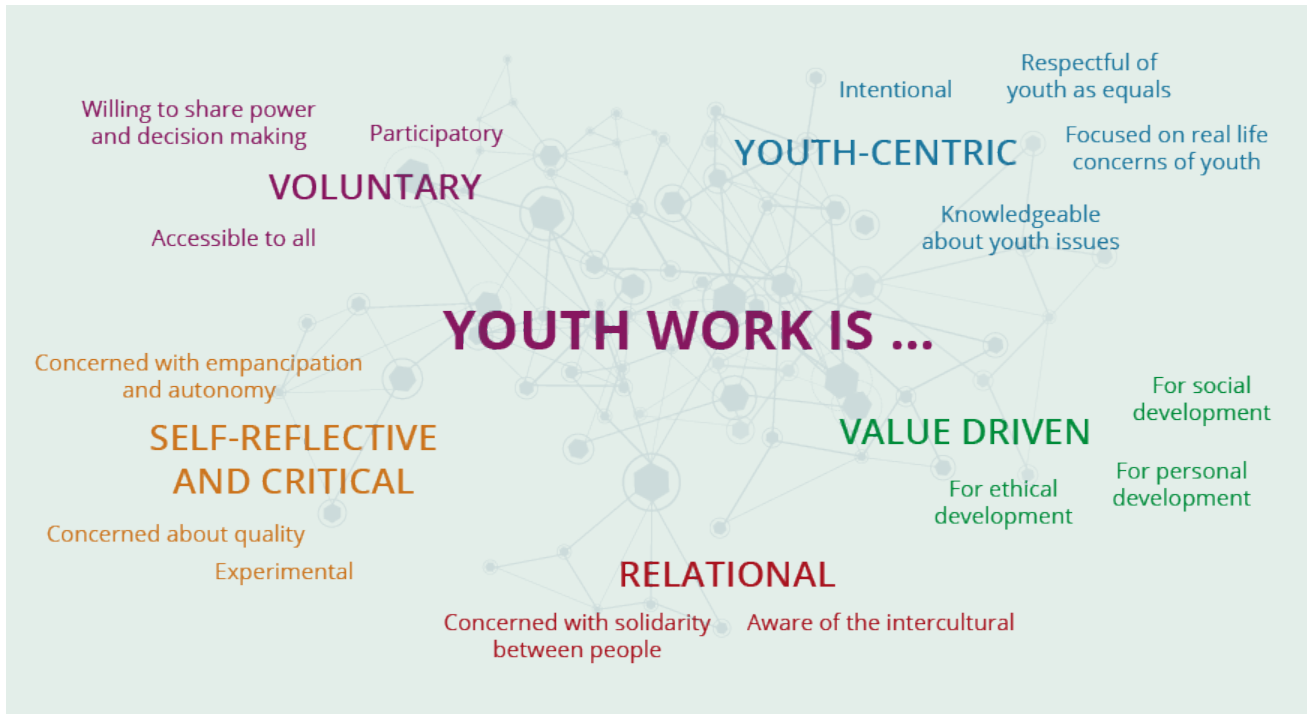 Willing to share power
and decision making
Participatory
VOLUNTARY
Accessible to all
Intentional
Respectful of
youth as equals
YOUTH-CENTRIC
Focused on real life
concerns of youth
Knowledgeable
about youth issues
YOUTH WORK IS ...
Concerned with empancipation
and autonomy
SELF-REFLECTIVE
AND CRITICAL
Concerned about quality
Experimental
VALUE DRIVEN
For social
development
For personal
development
For ethical
development
RELATIONAL
Concerned with solidarity
between people
Aware of the intercultural